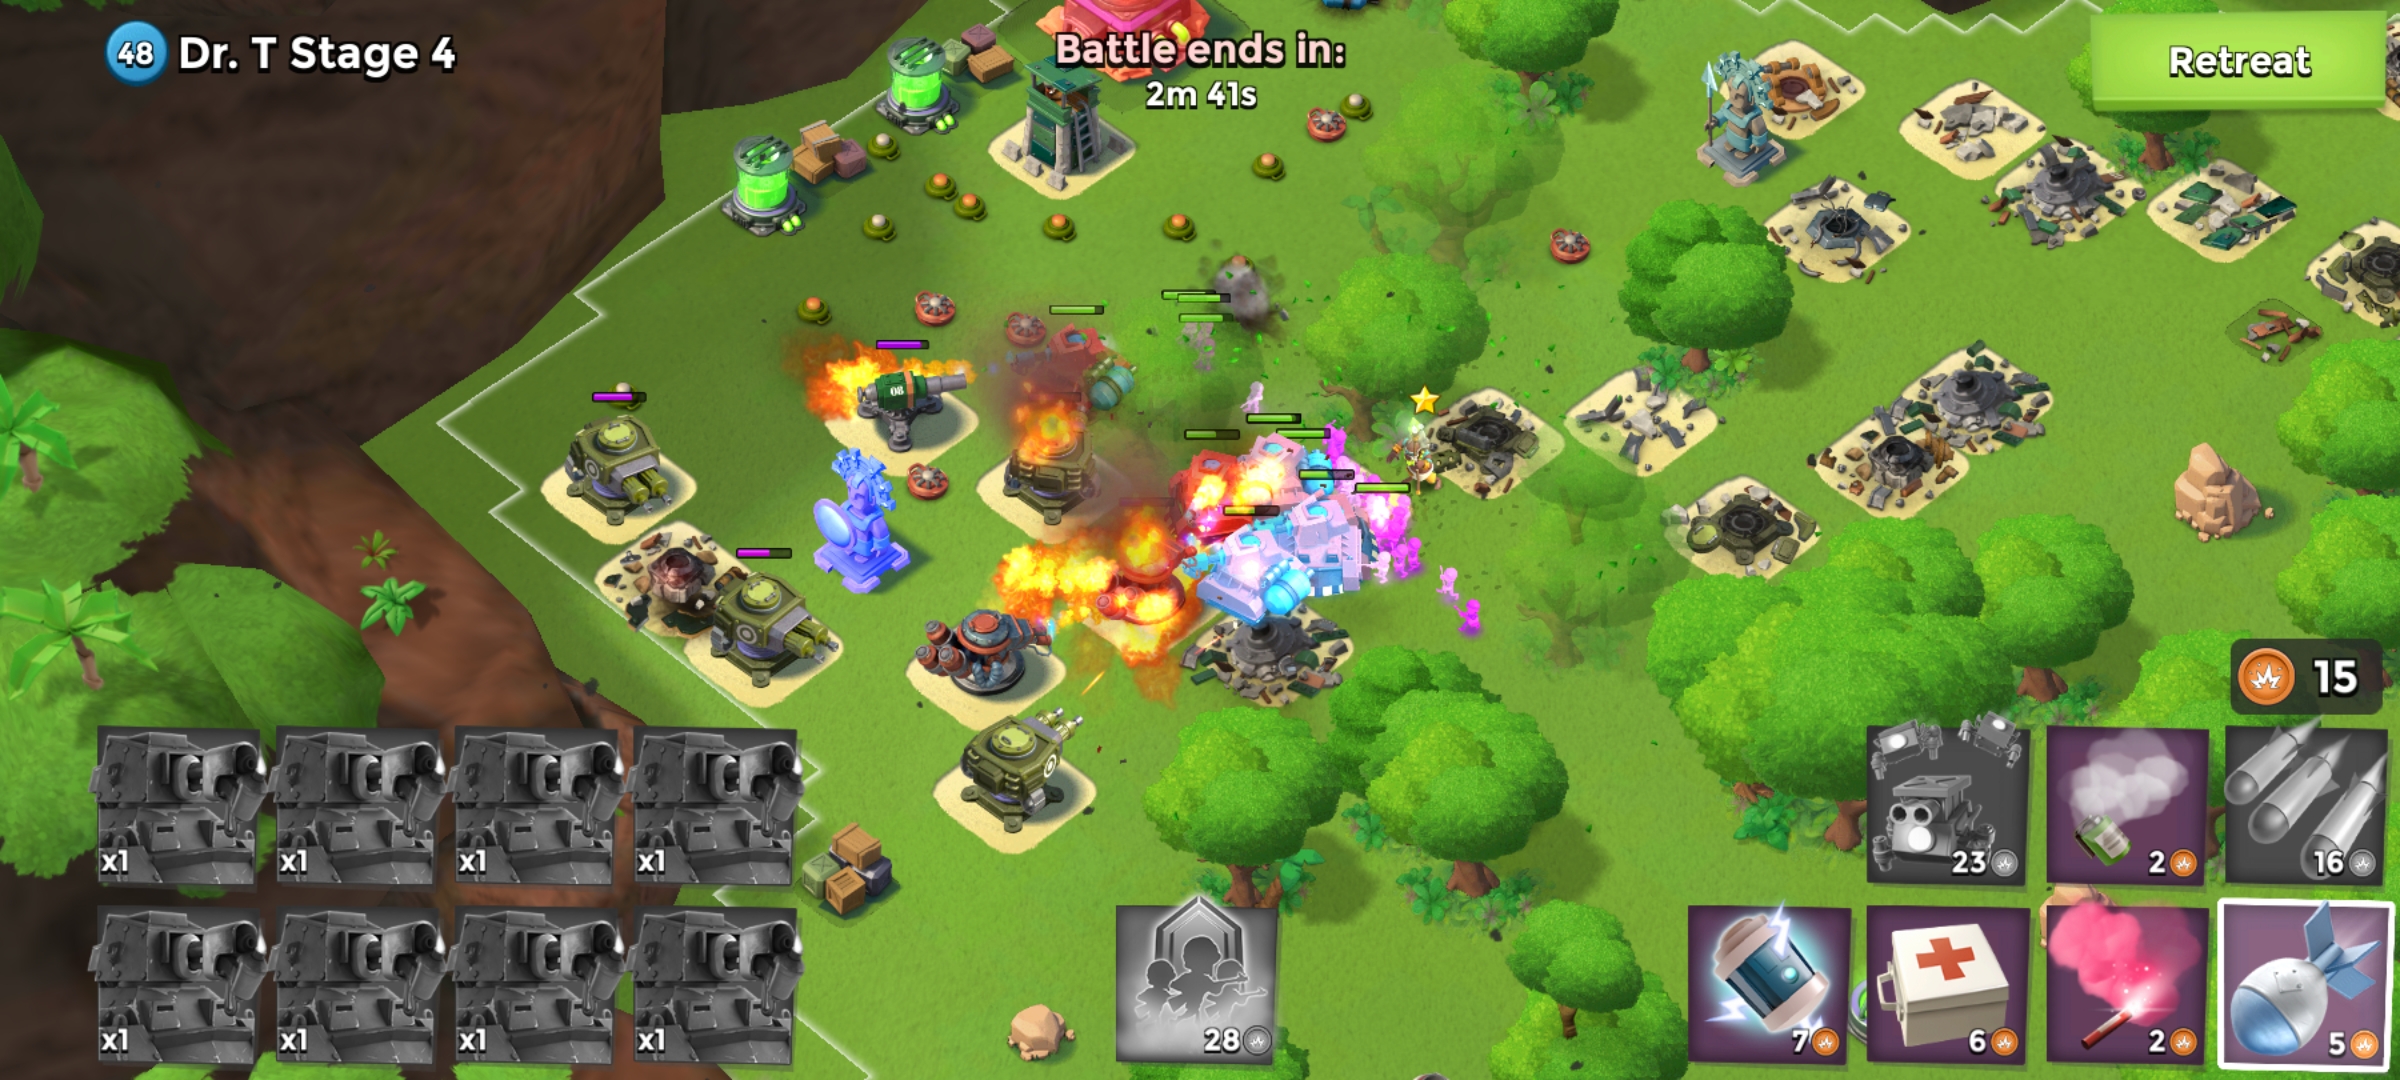 48 Dr. T Stage 4
Battle ends in:
2m 41s
Retreat
08
15
x1 x1 x1 x1
23 2 16
x1 x1 x1 x1
28 7 6 2 5